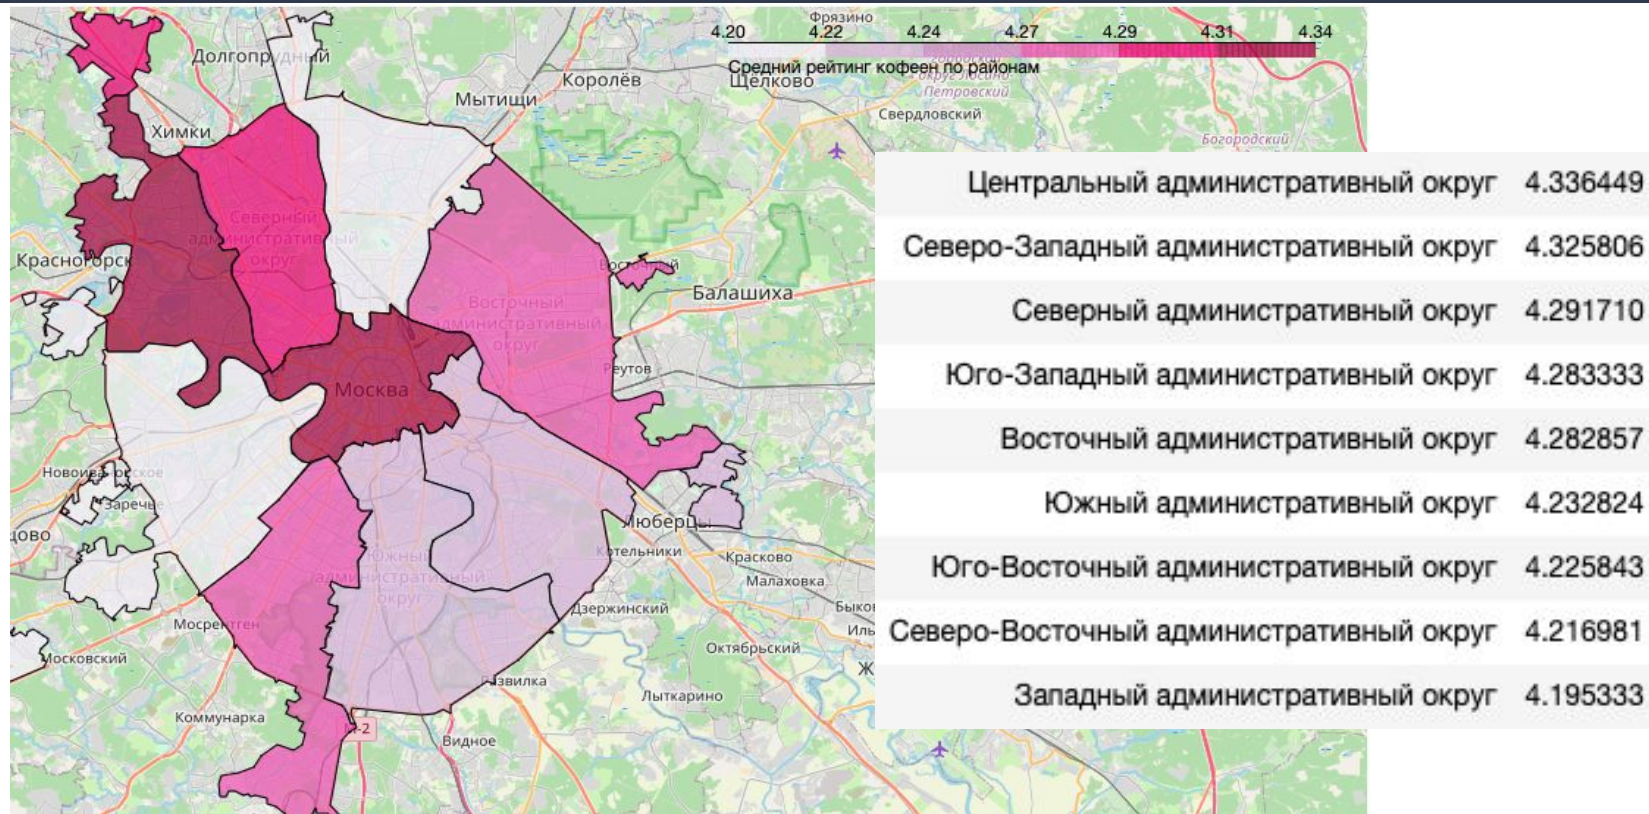 Фрязино
4.20 4.22 4.24 4.27 4.29 4.31 4.34
Средний рейтинг кофеен по районам
Долгопрудный
Королёв
Щёлково
Петровский
Мытищи
Свердловский
Химки
Богородский
Северный
административный
округ
Красногорск
Восточный
Балашиха
Восточный
административный
округ
Реутов
Москва
Заречье
Люберцы
Котельники
Красково
Малаховка
Южный
административный
округ
Дзержинский
Мосрентген
Октябрьский
Московский
Лыткарино
Коммунарка
М-2
Видное
Центральный административный округ 4.336449
Северо-Западный административный округ 4.325806
Северный административный округ 4.291710
Юго-Западный административный округ 4.283333
Восточный административный округ 4.282857
Южный административный округ 4.232824
Юго-Восточный административный округ 4.225843
Северо-Восточный административный округ 4.216981
Западный административный округ 4.195333